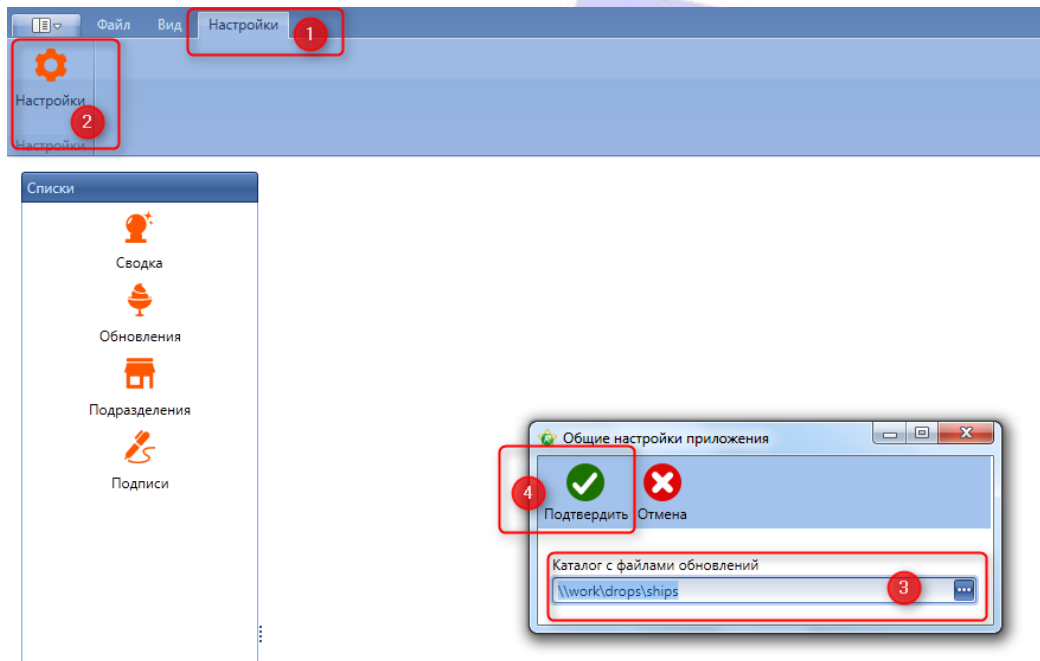 Файл Вид Настройки 1
Настройки
2
Настройки
Списки
Сводка
Обновления
Подразделения
Подписи
Общие настройки приложения
4
Подтвердить Отмена
Каталог с файлами обновлений
\\work\drops\ships 3